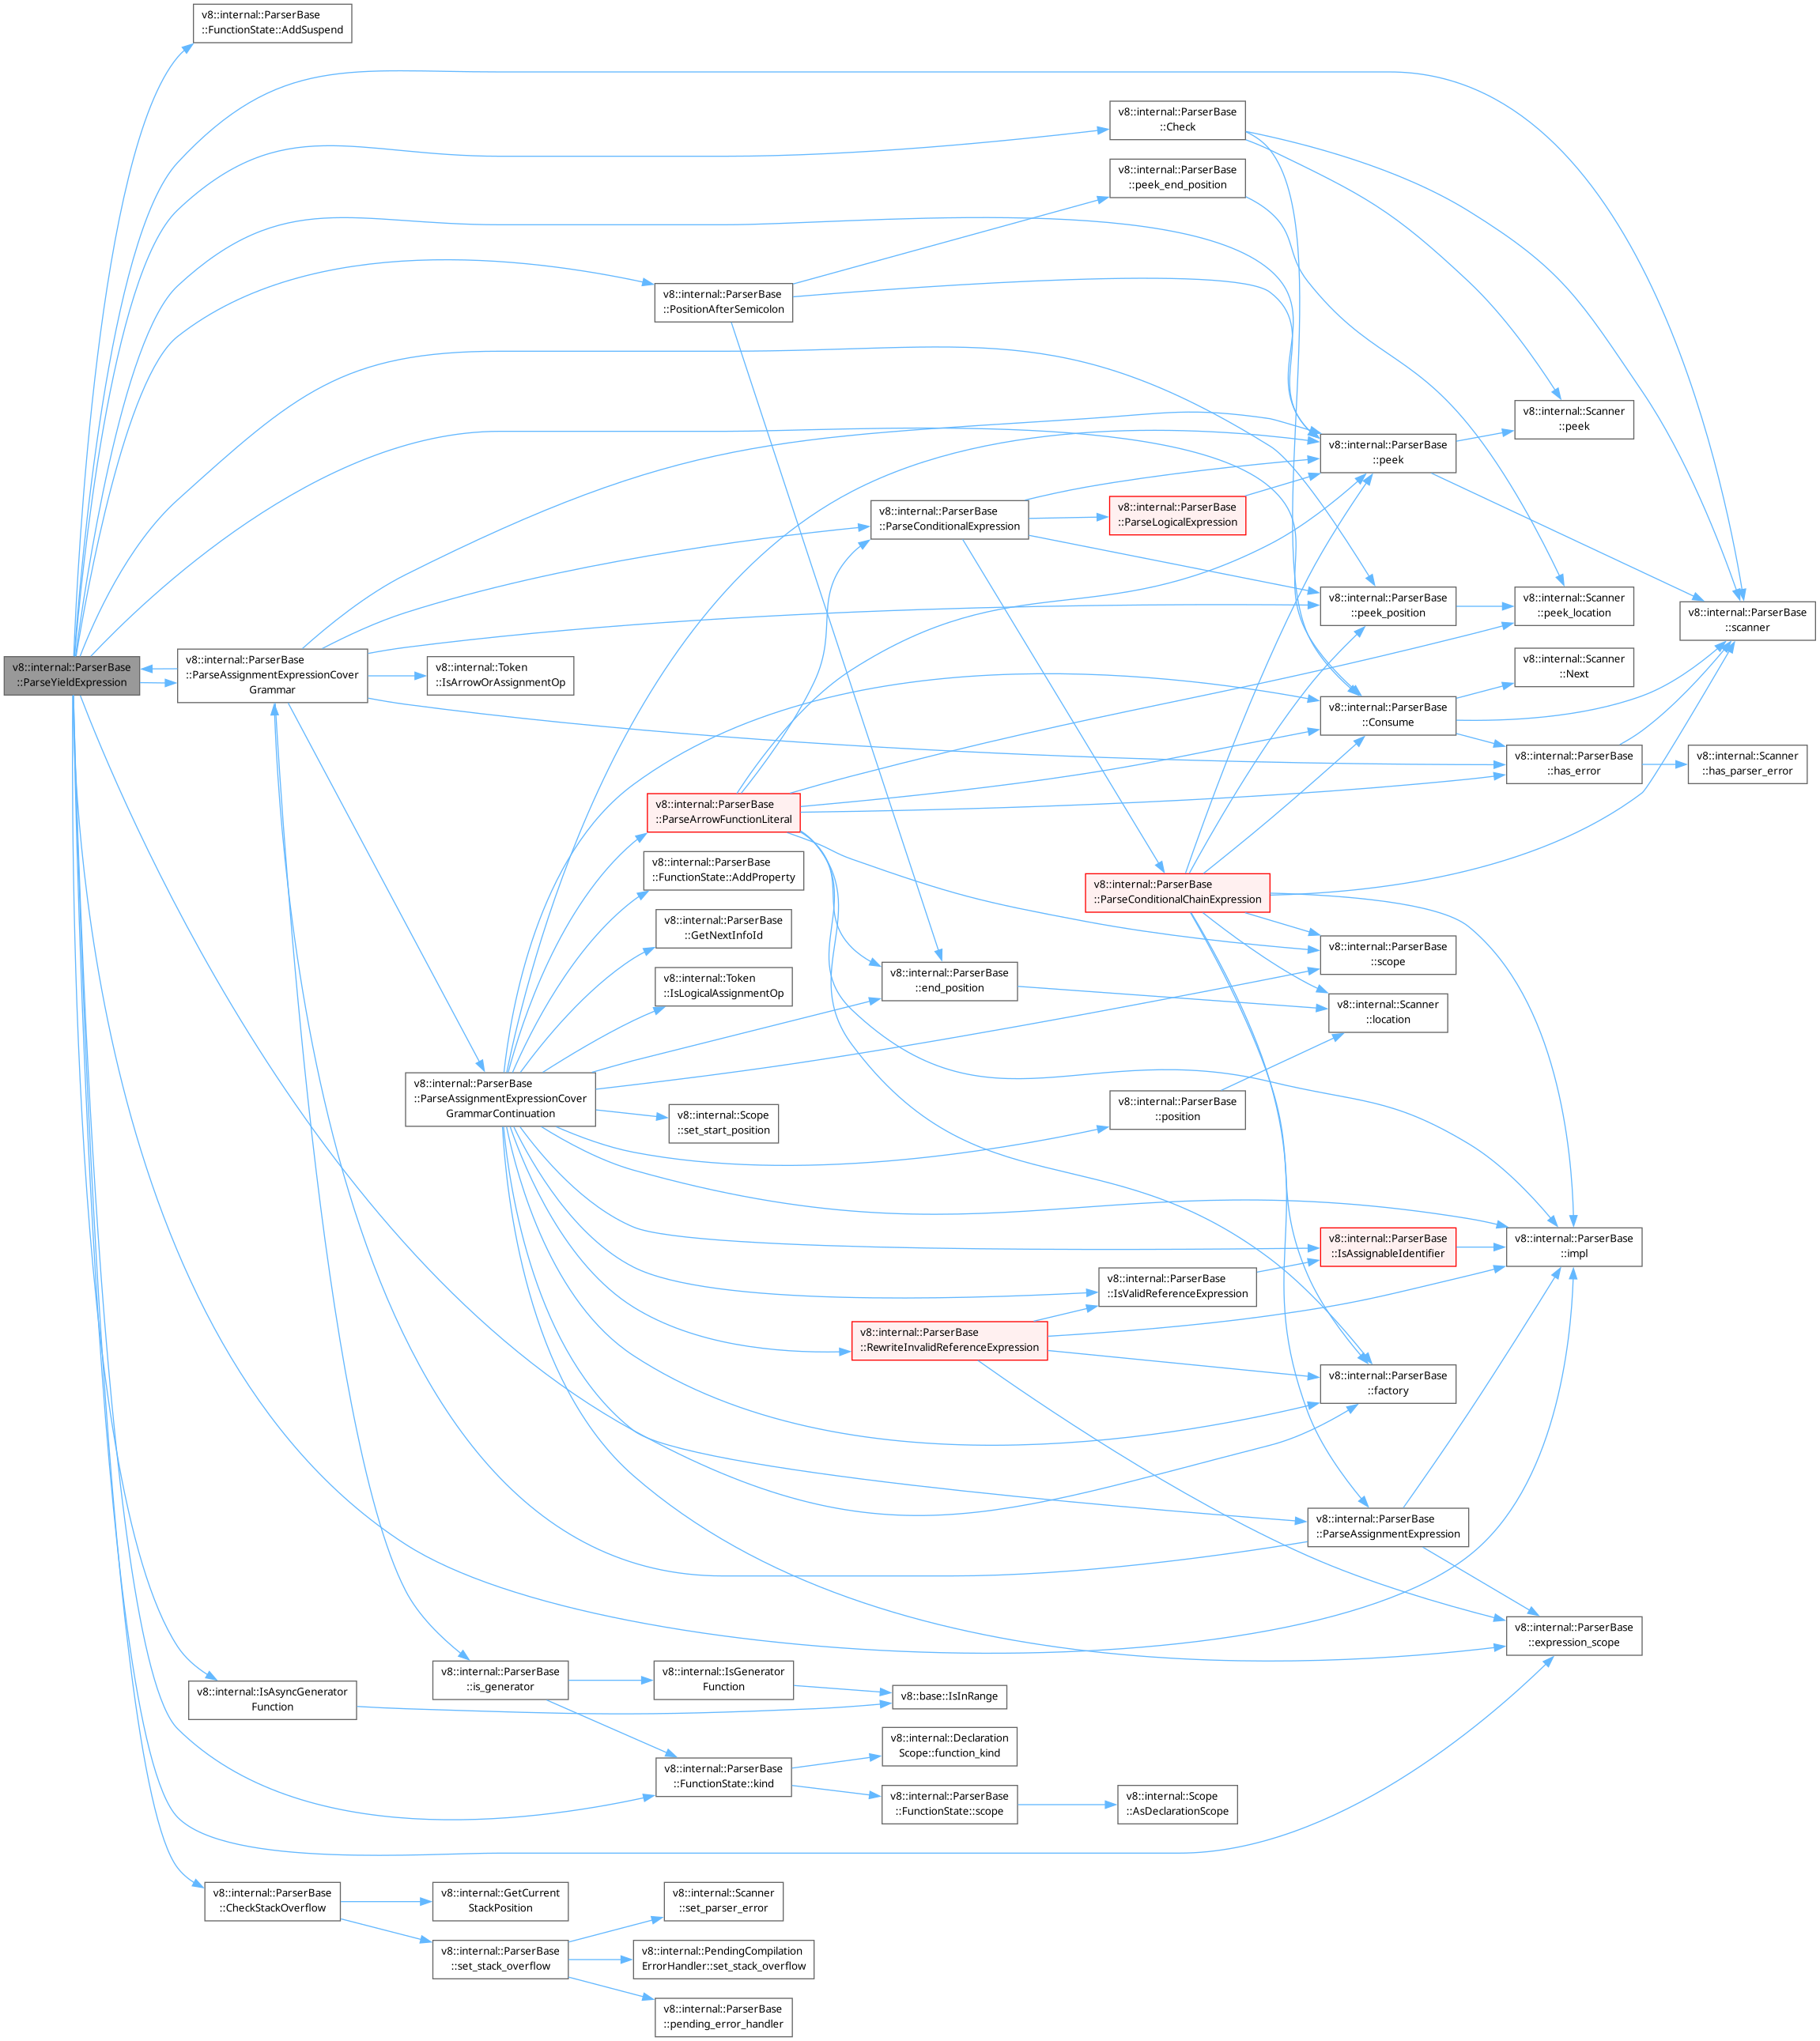 v8::internal::ParserBase
::FunctionState::AddSuspend
v8::internal::ParserBase
::Check
v8::internal::ParserBase
::peek_end_position
v8::internal::ParserBase
::PositionAfterSemicolon
v8::internal::Scanner
::peek
v8::internal::ParserBase
::peek
v8::internal::ParserBase
::ParseConditionalExpression
v8::internal::ParserBase
::ParseLogicalExpression
v8::internal::ParserBase
::peek_position
v8::internal::Scanner
::peek_location
v8::internal::ParserBase
::scanner
v8::internal::ParserBase
::ParseYieldExpression
v8::internal::ParserBase
::ParseAssignmentExpressionCover
Grammar
v8::internal::Token
::IsArrowOrAssignmentOp
v8::internal::Scanner
::Next
v8::internal::ParserBase
::Consume
v8::internal::ParserBase
::has_error
v8::internal::Scanner
::has_parser_error
v8::internal::ParserBase
::ParseArrowFunctionLiteral
v8::internal::ParserBase
::FunctionState::AddProperty
v8::internal::ParserBase
::ParseConditionalChainExpression
v8::internal::ParserBase
::GetNextInfoId
v8::internal::ParserBase
::scope
v8::internal::Token
::IsLogicalAssignmentOp
v8::internal::ParserBase
::end_position
v8::internal::Scanner
::location
v8::internal::ParserBase
::ParseAssignmentExpressionCover
GrammarContinuation
v8::internal::Scope
::set_start_position
v8::internal::ParserBase
::position
v8::internal::ParserBase
::IsAssignableIdentifier
v8::internal::ParserBase
::impl
v8::internal::ParserBase
::IsValidReferenceExpression
v8::internal::ParserBase
::RewriteInvalidReferenceExpression
v8::internal::ParserBase
::factory
v8::internal::ParserBase
::ParseAssignmentExpression
v8::internal::ParserBase
::expression_scope
v8::internal::IsAsyncGenerator
Function
v8::internal::ParserBase
::is_generator
v8::internal::IsGenerator
Function
v8::base::IsInRange
v8::internal::ParserBase
::FunctionState::kind
v8::internal::Declaration
Scope::function_kind
v8::internal::ParserBase
::FunctionState::scope
v8::internal::Scope
::AsDeclarationScope
v8::internal::ParserBase
::CheckStackOverflow
v8::internal::GetCurrent
StackPosition
v8::internal::Scanner
::set_parser_error
v8::internal::ParserBase
::set_stack_overflow
v8::internal::PendingCompilation
ErrorHandler::set_stack_overflow
v8::internal::ParserBase
::pending_error_handler